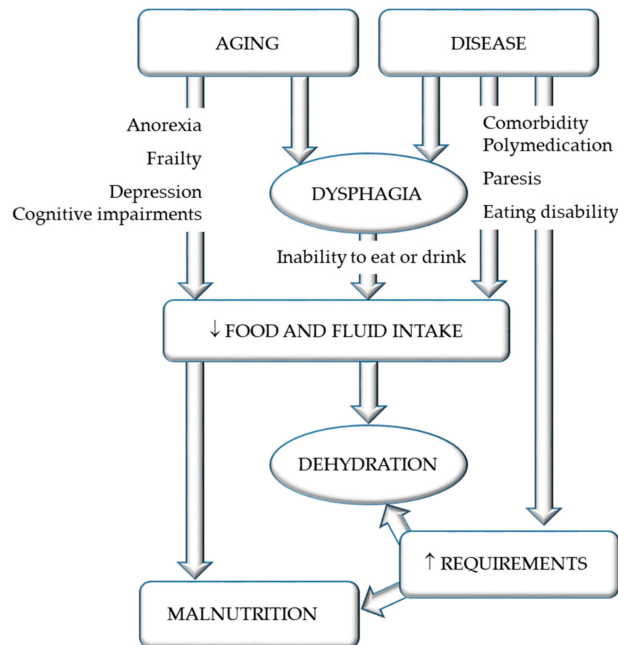 AGING
DISEASE
Anorexia
Frailty
Depression
Cognitive impairments
Comorbidity
Polymedication
Paresis
Eating disability
DYSPHAGIA
Inability to eat or drink
↓ FOOD AND FLUID INTAKE
DEHYDRATION
↑ REQUIREMENTS
MALNUTRITION